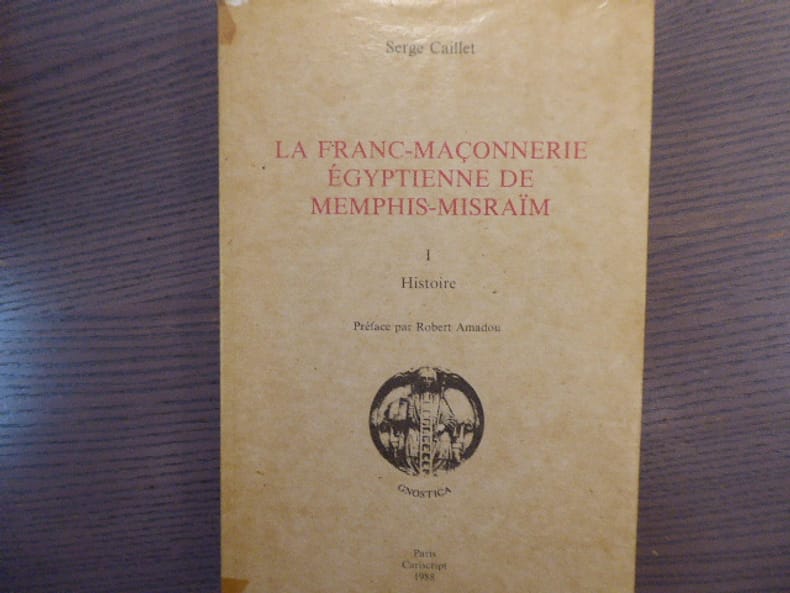 Serge Caillet
LA FRANC-MAÇONNERIE
ÉGYPTIENNE DE
MEMPHIS-MISRAÏM
I
Histoire
Préface par Robert Amadou
GNOSTICA
Paris
Cariscript
1988